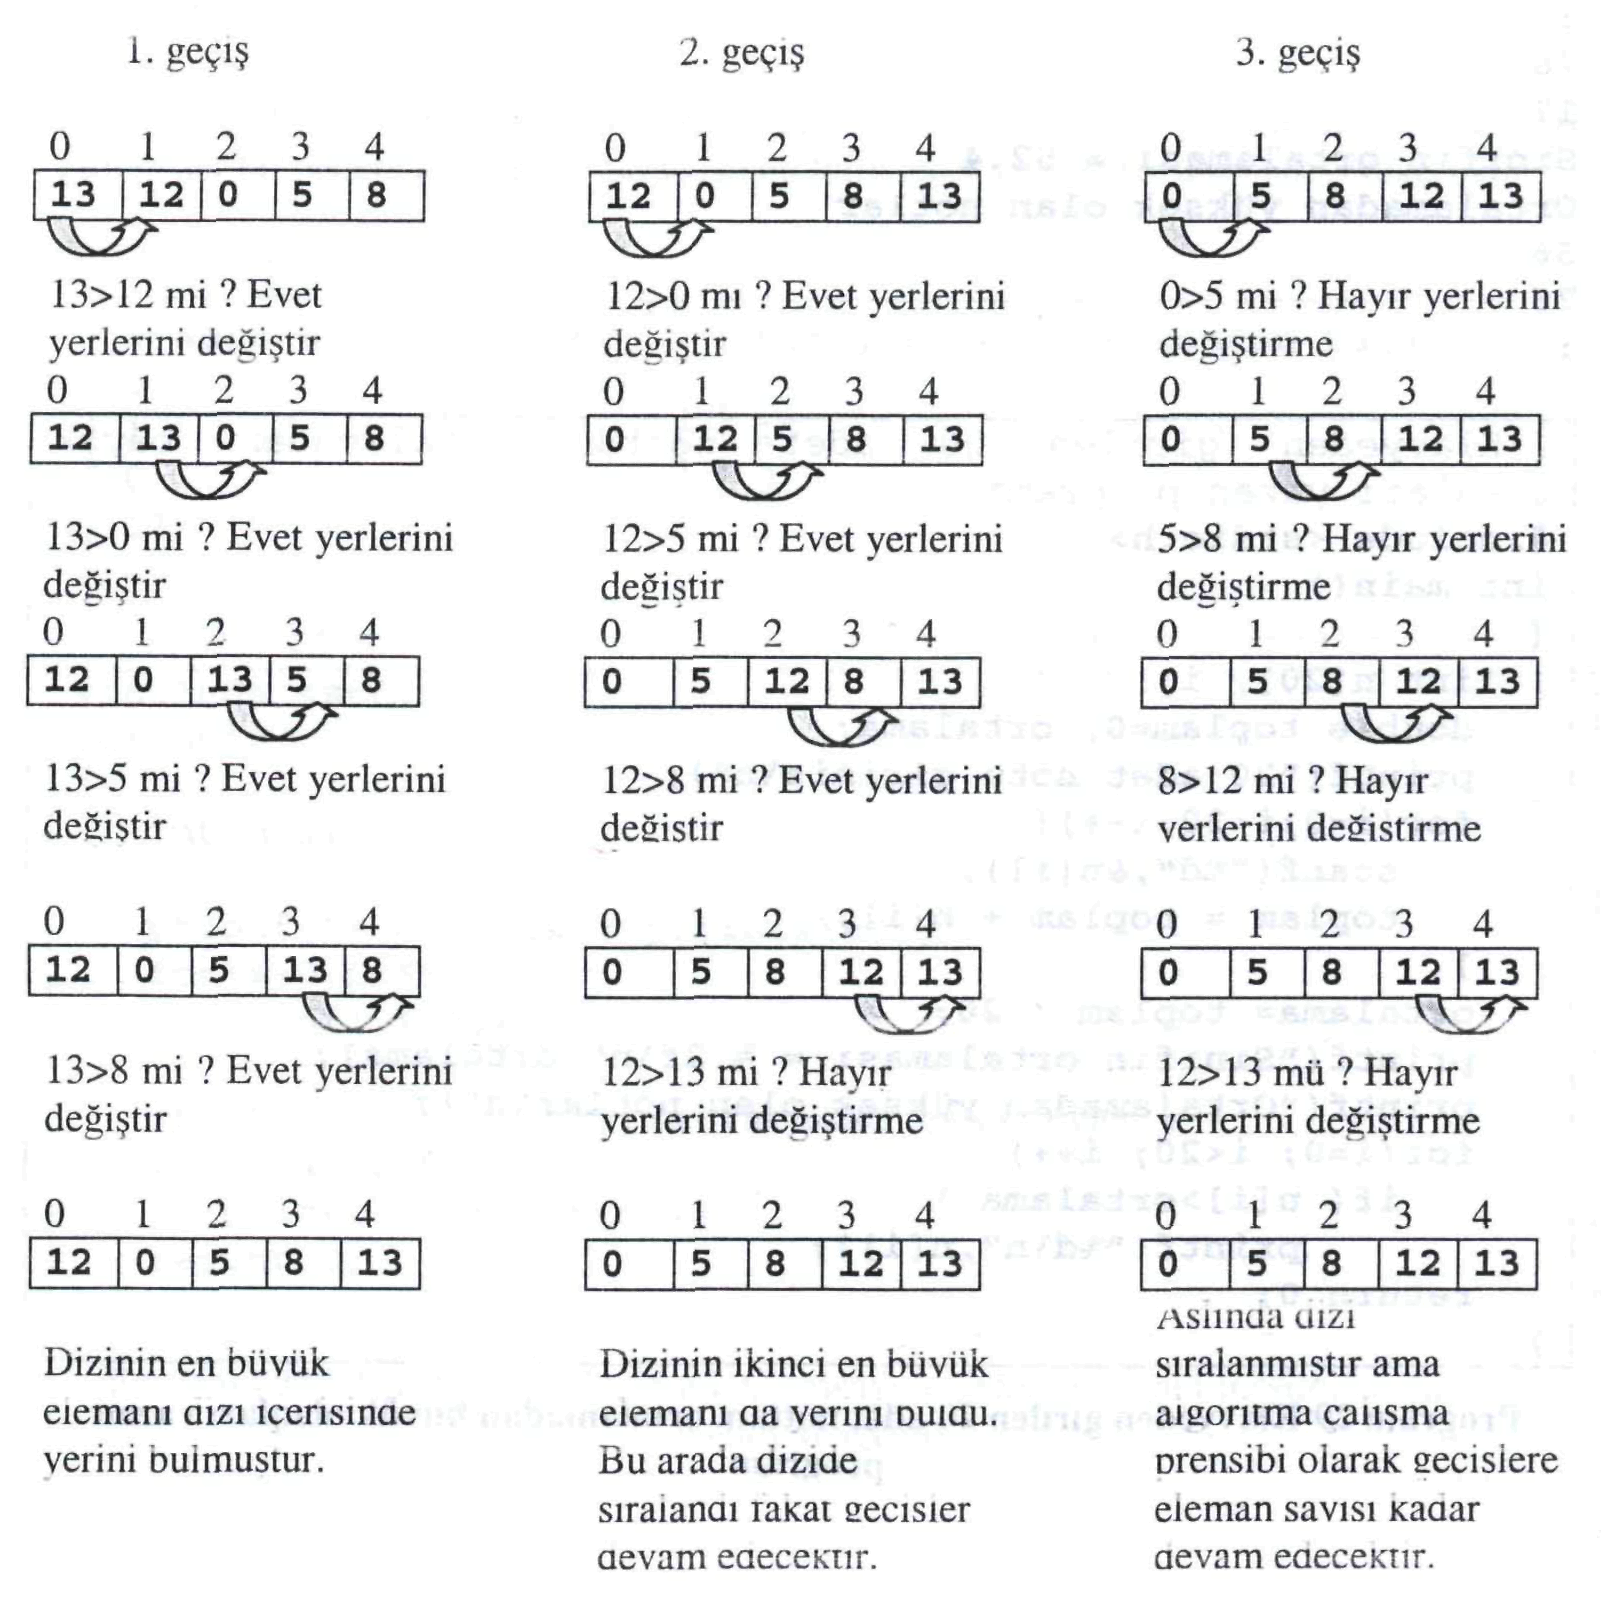 1. geçiş
0 1 2 3 4
13 12 0 5 8
13>12 mi ? Evet
yerlerini değiştir
0 1 2 3 4
12 13 0 5 8
13>0 mi ? Evet yerlerini
değiştir
0 1 2 3 4
12 0 13 5 8
13>5 mi ? Evet yerlerini
değiştir
0 1 2 3 4
12 0 5 13 8
13>8 mi ? Evet yerlerini
değiştir
0 1 2 3 4
12 0 5 8 13
Dizinin en büyük
elemanı dizi içerisinde
yerini bulmuştur.
2. geçiş
0 1 2 3 4
12 0 5 8 13
12>0 mı ? Evet yerlerini
değiştir
0 1 2 3 4
0 12 5 8 13
12>5 mi ? Evet yerlerini
değiştir
0 1 2 3 4
0 5 12 8 13
12>8 mi ? Evet yerlerini
değiştir
0 1 2 3 4
0 5 8 12 13
12>13 mi ? Hayır
yerlerini değiştirme
0 1 2 3 4
0 5 8 12 13
Dizinin ikinci en büyük
elemanı da yerini buldu.
Bu arada dizide
sıralandı fakat geçişler
devam edecektir.
3. geçiş
0 1 2 3 4
0 5 8 12 13
0>5 mi ? Hayır yerlerini
değiştirme
0 1 2 3 4
0 5 8 12 13
5>8 mi ? Hayır yerlerini
değiştirme
0 1 2 3 4
0 5 8 12 13
8>12 mi ? Hayır
yerlerini değiştirme
0 1 2 3 4
0 5 8 12 13
12>13 mü ? Hayır
yerlerini değiştirme
0 1 2 3 4
0 5 8 12 13
Aslında dizi
sıralanmıştır ama
algoritma çalışma
prensibi olarak geçişlere
eleman sayısı kadar
devam edecektir.